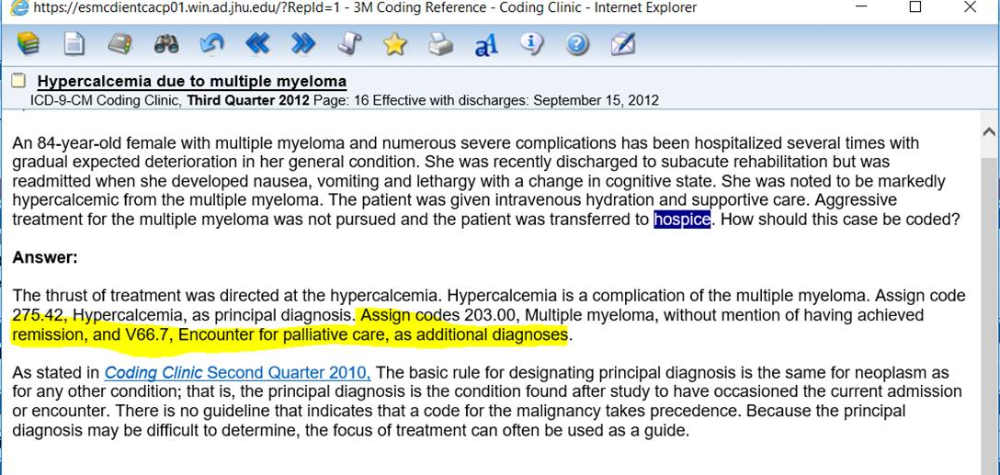 https://esmcdientcacp01.win.ad.jhu.edu/?RepId=1 - 3M Coding Reference - Coding Clinic - Internet Explorer
Hypercalcemia due to multiple myeloma
ICD-9-CM Coding Clinic, Third Quarter 2012 Page: 16 Effective with discharges: September 15, 2012
An 84-year-old female with multiple myeloma and numerous severe complications has been hospitalized several times with
gradual expected deterioration in her general condition. She was recently discharged to subacute rehabilitation but was
readmitted when she developed nausea, vomiting and lethargy with a change in cognitive state. She was noted to be markedly
hypercalcemic from the multiple myeloma. The patient was given intravenous hydration and supportive care. Aggressive
treatment for the multiple myeloma was not pursued and the patient was transferred to hospice. How should this case be coded?
Answer:
The thrust of treatment was directed at the hypercalcemia. Hypercalcemia is a complication of the multiple myeloma. Assign code
275.42, Hypercalcemia, as principal diagnosis. Assign codes 203.00, Multiple myeloma, without mention of having achieved
remission, and V66.7, Encounter for palliative care, as additional diagnoses.
As stated in Coding Clinic Second Quarter 2010, The basic rule for designating principal diagnosis is the same for neoplasm as
for any other condition; that is, the principal diagnosis is the condition found after study to have occasioned the current admission
or encounter. There is no guideline that indicates that a code for the malignancy takes precedence. Because the principal
diagnosis may be difficult to determine, the focus of treatment can often be used as a guide.